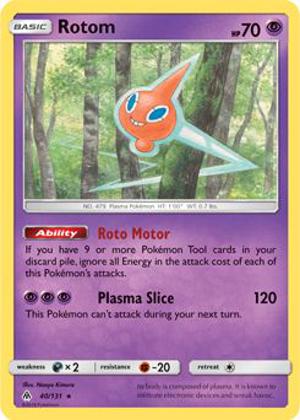 BASIC Rotom HP 70
NO. 479 Plasma Pokémon HT: 1'00" WT: 0.7 lbs.
Ability Roto Motor
If you have 9 or more Pokémon Tool cards in your
discard pile, ignore all Energy in the attack cost of each
of this Pokémon's attacks.
Plasma Slice 120
This Pokémon can't attack during your next turn.
weakness ×2 resistance -20 retreat
Illus. Naoyo Kimura
40/131
Its body is composed of plasma. It is known
to infiltrate electronic devices and wreak havoc.
©2018 Pokémon